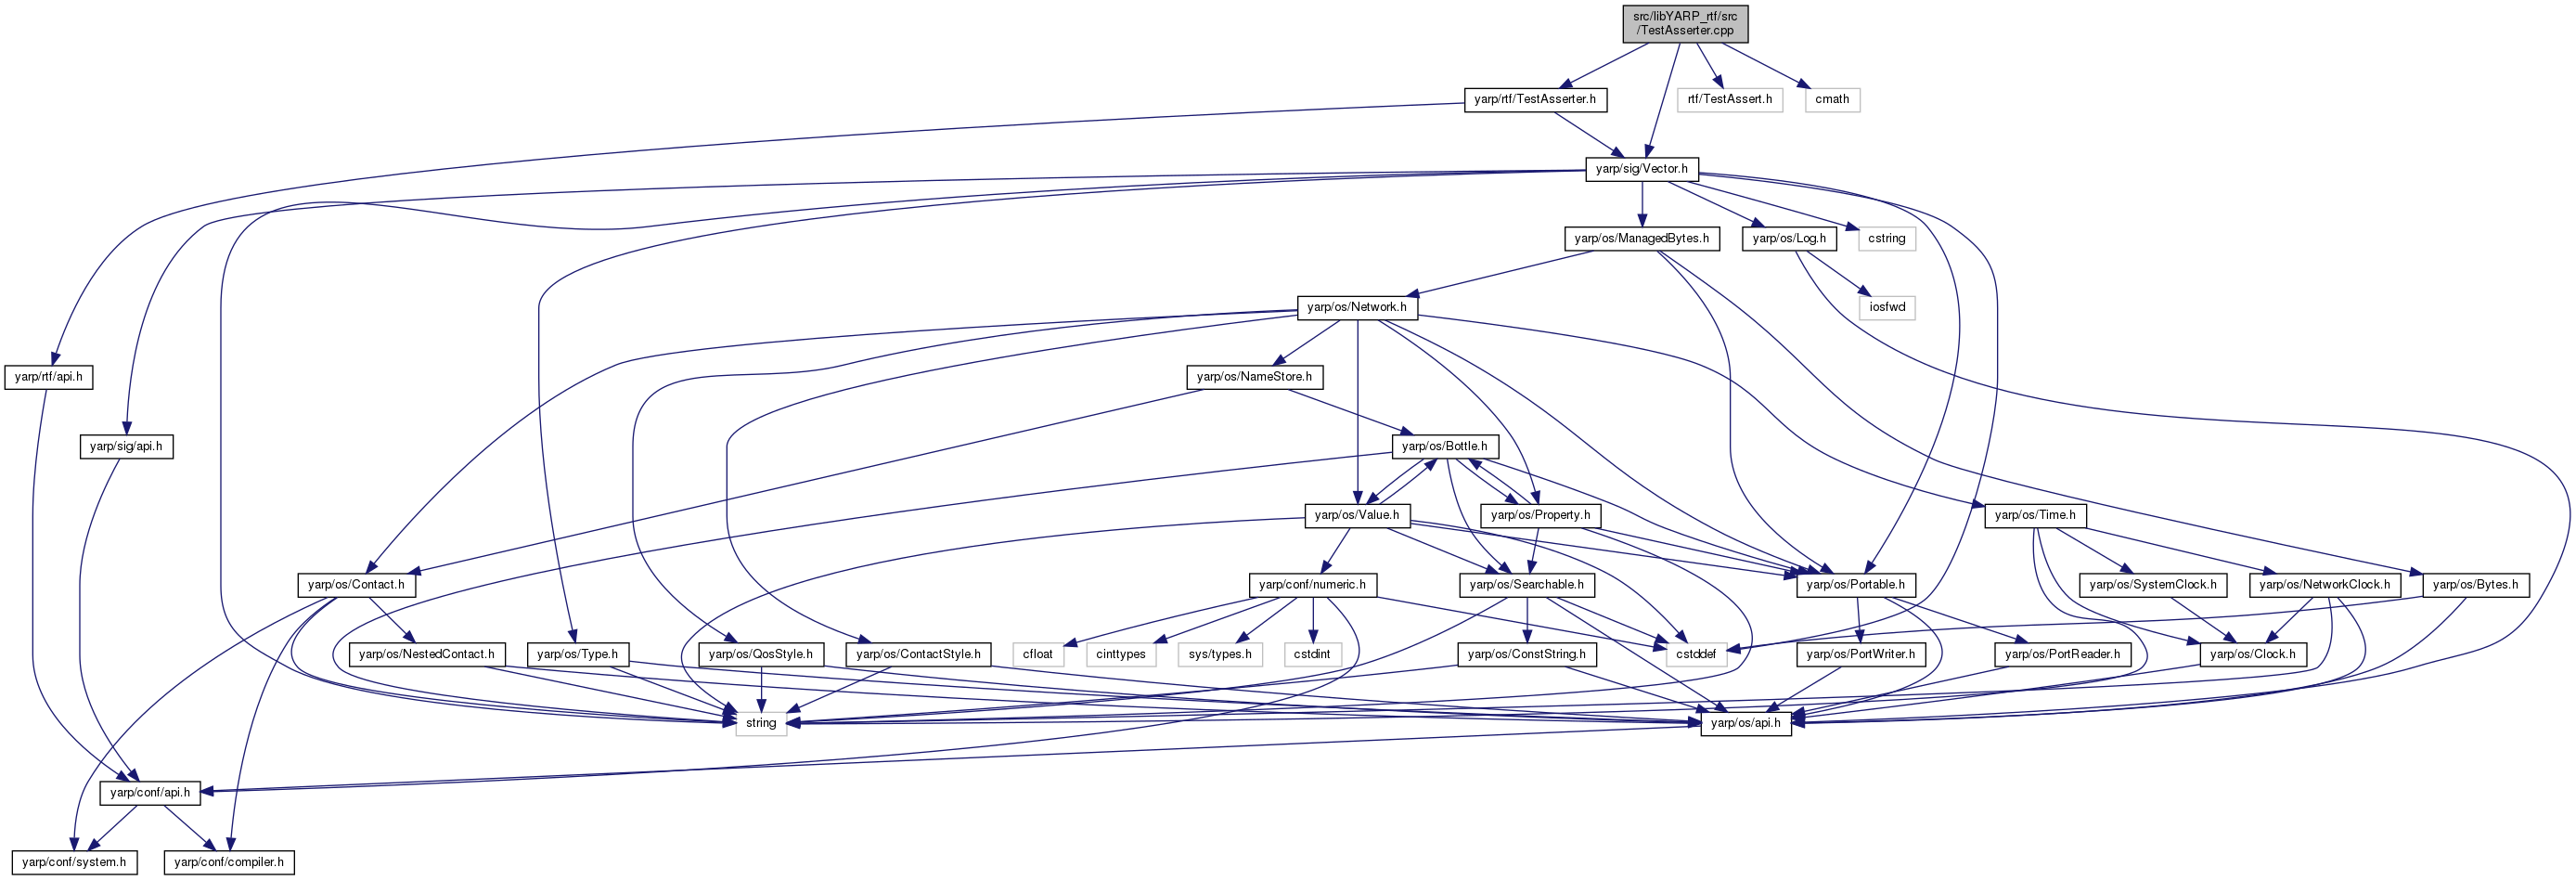 src/libYARP_rtf/src
/TestAsserter.cpp
yarp/rtf/TestAsserter.h
rtf/TestAssert.h
cmath
yarp/sig/Vector.h
yarp/os/ManagedBytes.h
yarp/os/Log.h
cstring
yarp/os/Network.h
iosfwd
yarp/rtf/api.h
yarp/os/NameStore.h
yarp/sig/api.h
yarp/os/Bottle.h
yarp/os/Value.h
yarp/os/Property.h
yarp/os/Time.h
yarp/os/Contact.h
yarp/conf/numeric.h
yarp/os/Searchable.h
yarp/os/Portable.h
yarp/os/SystemClock.h
yarp/os/NetworkClock.h
yarp/os/Bytes.h
yarp/os/NestedContact.h
yarp/os/Type.h
yarp/os/QosStyle.h
yarp/os/ContactStyle.h
cfloat
cinttypes
sys/types.h
cstdint
yarp/os/ConstString.h
cstddef
yarp/os/PortWriter.h
yarp/os/PortReader.h
yarp/os/Clock.h
string
yarp/os/api.h
yarp/conf/api.h
yarp/conf/system.h
yarp/conf/compiler.h